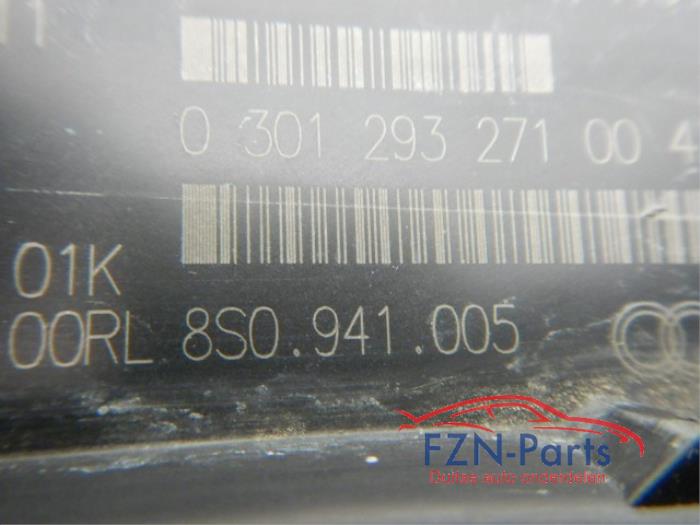 0 301 293 271 00 4
01K
00RL 8S0.941.005
FZN-Parts
Duitse auto onderdelen